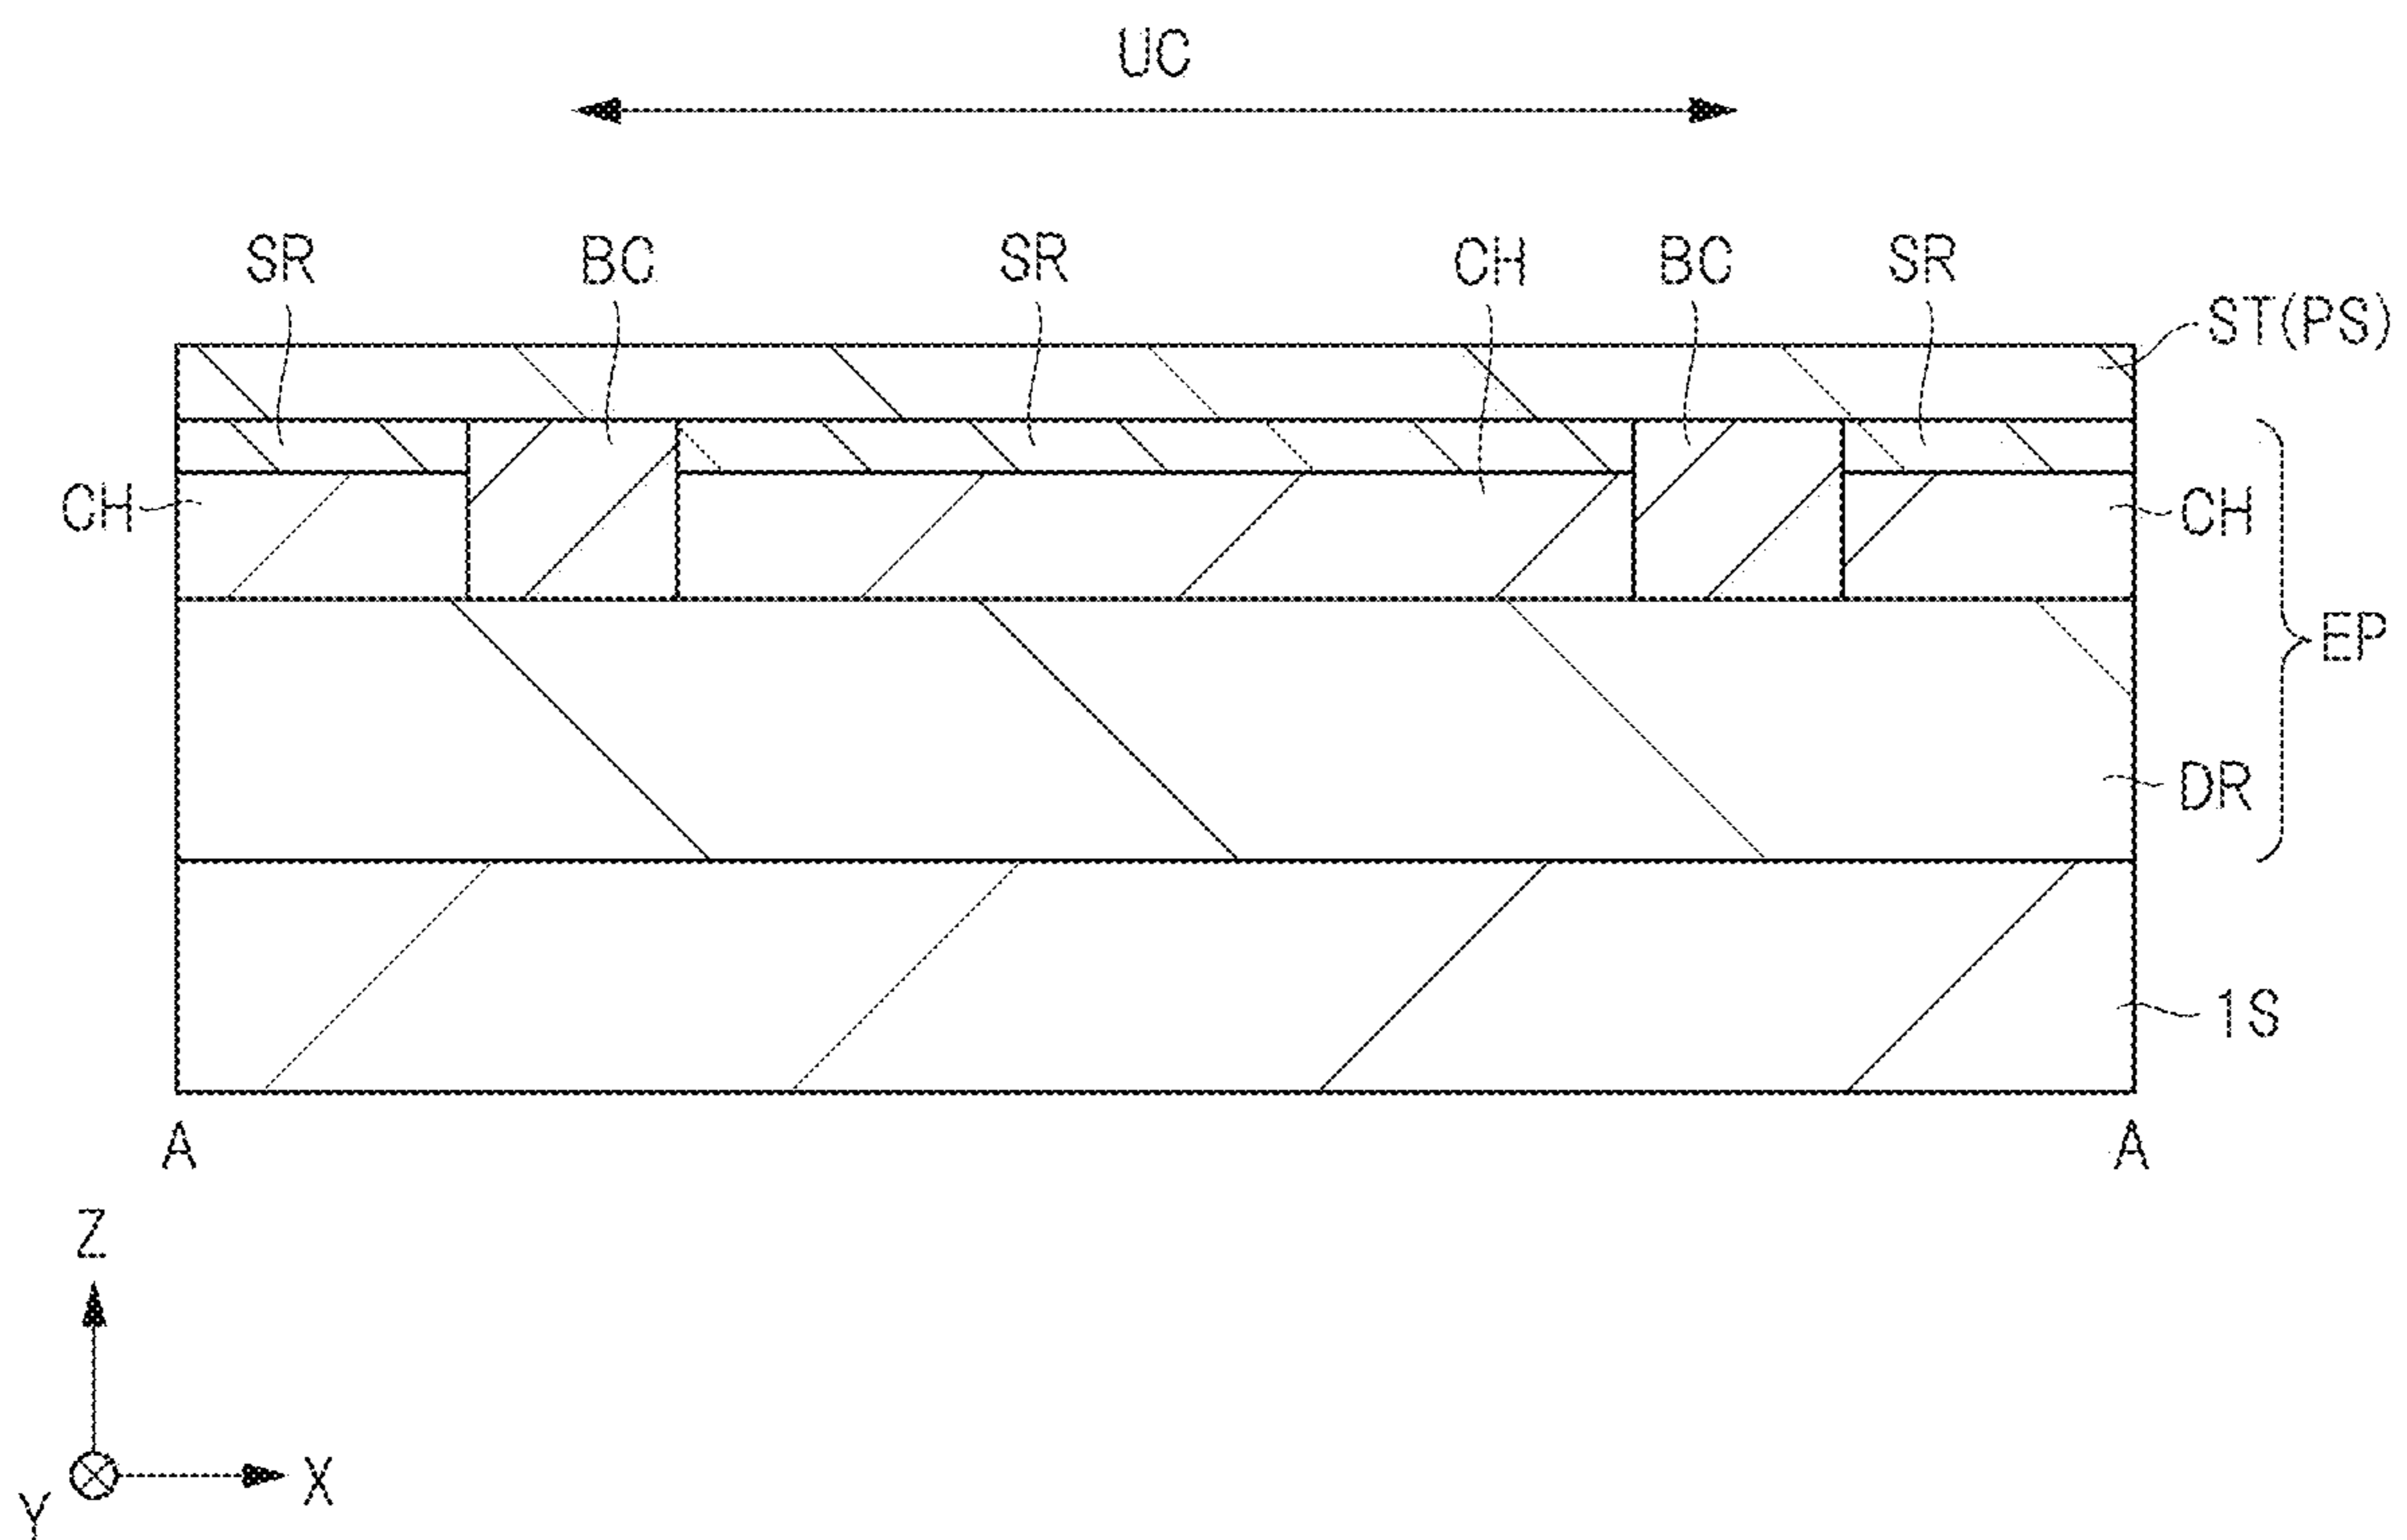 UC
SR BC SR CH BC SR
ST(PS)
CH CH
EP
DR
1S
A A
Z
X
Y